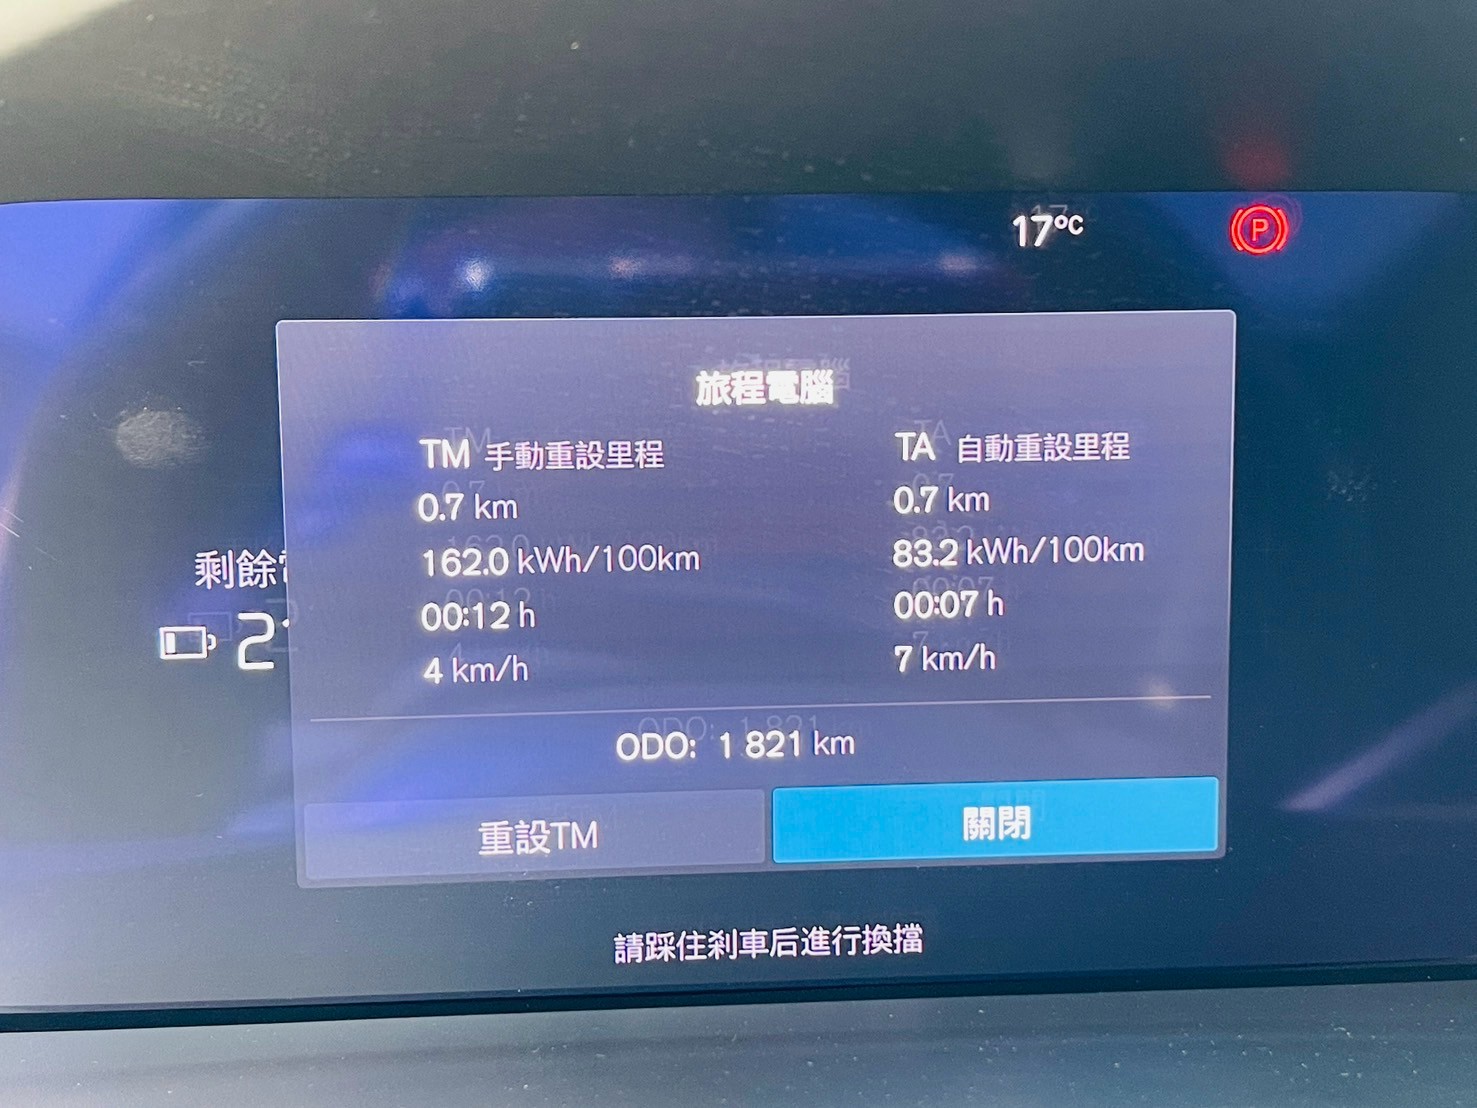 17°C
P
旅程電腦
TM 手動重設里程
0.7 km
162.0 kWh/100km
00:12 h
4 km/h
TA 自動重設里程
0.7 km
83.2 kWh/100km
00:07 h
7 km/h
剩餘
2
ODO: 1 821 km
重設TM
關閉
請踩住剎車后進行換擋